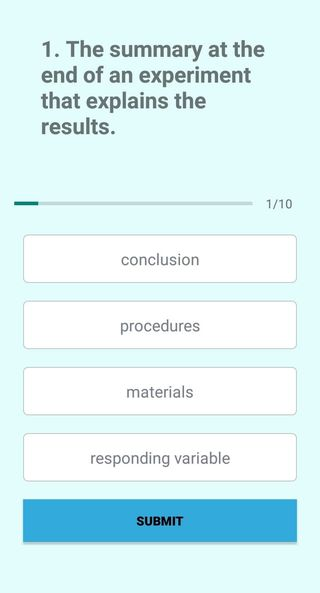 1. The summary at the
end of an experiment
that explains the
results.
1/10
conclusion
procedures
materials
responding variable
SUBMIT